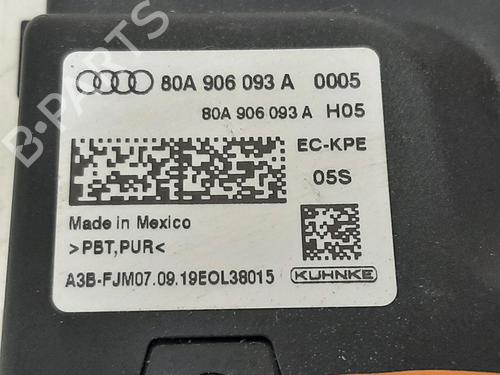 B-PARTS
80A 906 093 A 0005
80A 906 093 A H05
EC-KPE
05S
Made in Mexico
>PBT,PUR<
A3B-FJM07.09.19EOL38015
KUHNKE